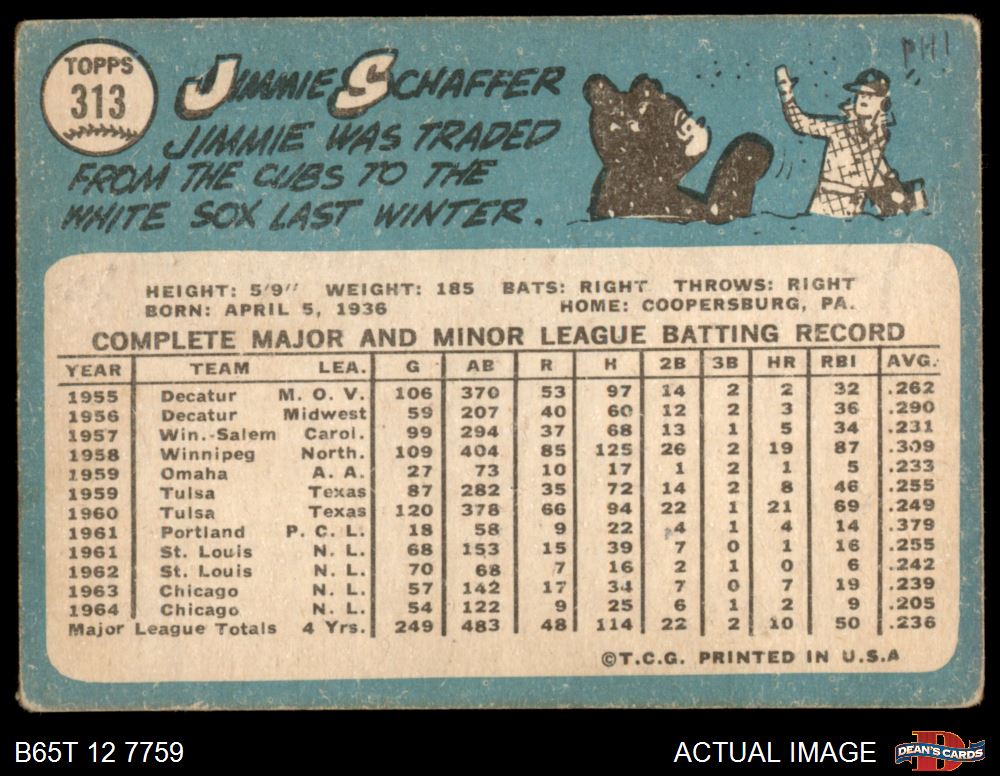 PHI
TOPPS
313
JIMMIE SCHAFFER
JIMMIE WAS TRADED
FROM THE CUBS TO THE
WHITE SOX LAST WINTER.
HEIGHT: 5'9" WEIGHT: 185 BATS: RIGHT THROWS: RIGHT
BORN: APRIL 5, 1936 HOME: COOPERSBURG, PA.
COMPLETE MAJOR AND MINOR LEAGUE BATTING RECORD
YEAR TEAM LEA. G AB R H 2B 3B HR RBI AVG.
1955 Decatur M. O. V. 106 370 53 97 14 2 2 32 .262
1956 Decatur Midwest 59 207 40 60 12 2 3 36 .290
1957 Win.-Salem Carol. 99 294 37 68 13 1 5 34 .231
1958 Winnipeg North. 109 404 85 125 26 2 19 87 .309
1959 Omaha A. A. 27 73 10 17 1 2 1 5 .233
1959 Tulsa Texas 87 282 35 72 14 2 8 46 .255
1960 Tulsa Texas 120 378 66 94 22 1 21 69 .249
1961 Portland P. C. L. 18 58 9 22 4 1 4 14 .379
1961 St. Louis N. L. 68 153 15 39 7 0 1 16 .255
1962 St. Louis N. L. 70 68 7 16 2 1 0 6 .242
1963 Chicago N. L. 57 142 17 34 7 0 7 19 .239
1964 Chicago N. L. 54 122 9 25 6 1 2 9 .205
Major League Totals 4 Yrs. 249 483 48 114 22 2 10 50 .236
©T.C.G. PRINTED IN U.S.A
B65T 12 7759
ACTUAL IMAGE
DEAN'S CARDS